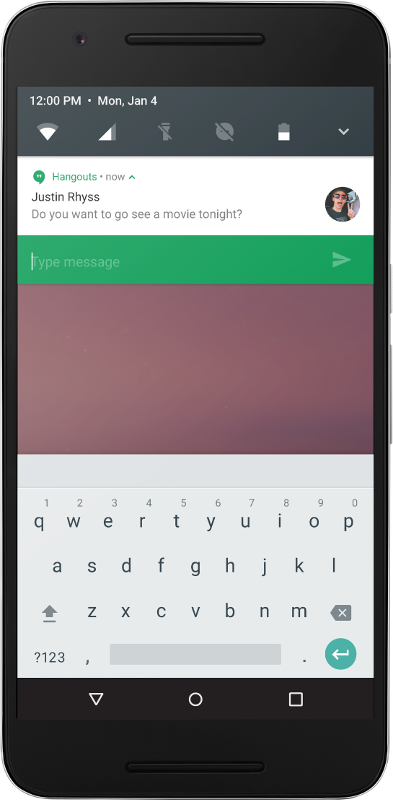 12:00 PM • Mon, Jan 4
Hangouts • now
Justin Rhyss
Do you want to go see a movie tonight?
Type message
1 2 3 4 5 6 7 8 9 0
q w e r t y u i o p
a s d f g h j k l
z x c v b n m
?123 , .